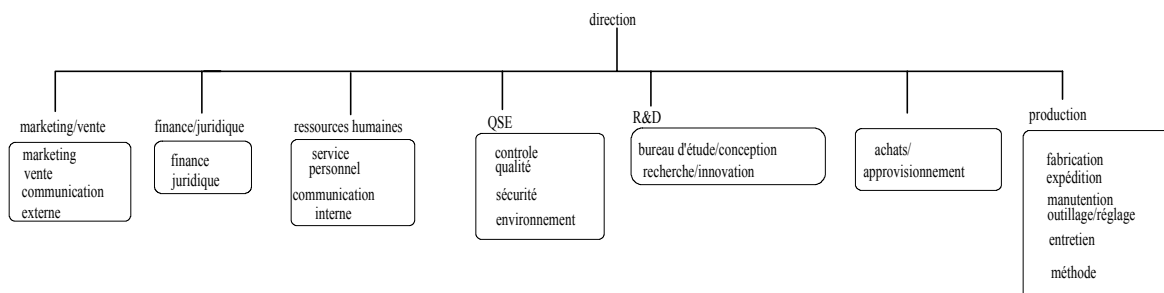 direction
marketing/vente
marketing
vente
communication
externe
finance/juridique
finance
juridique
ressources humaines
service
personnel
communication
interne
QSE
controle
qualité
sécurité
environnement
R&D
bureau d'étude/conception
recherche/innovation
achats/
approvisionnement
production
fabrication
expédition
manutention
outillage/réglage
entretien
méthode